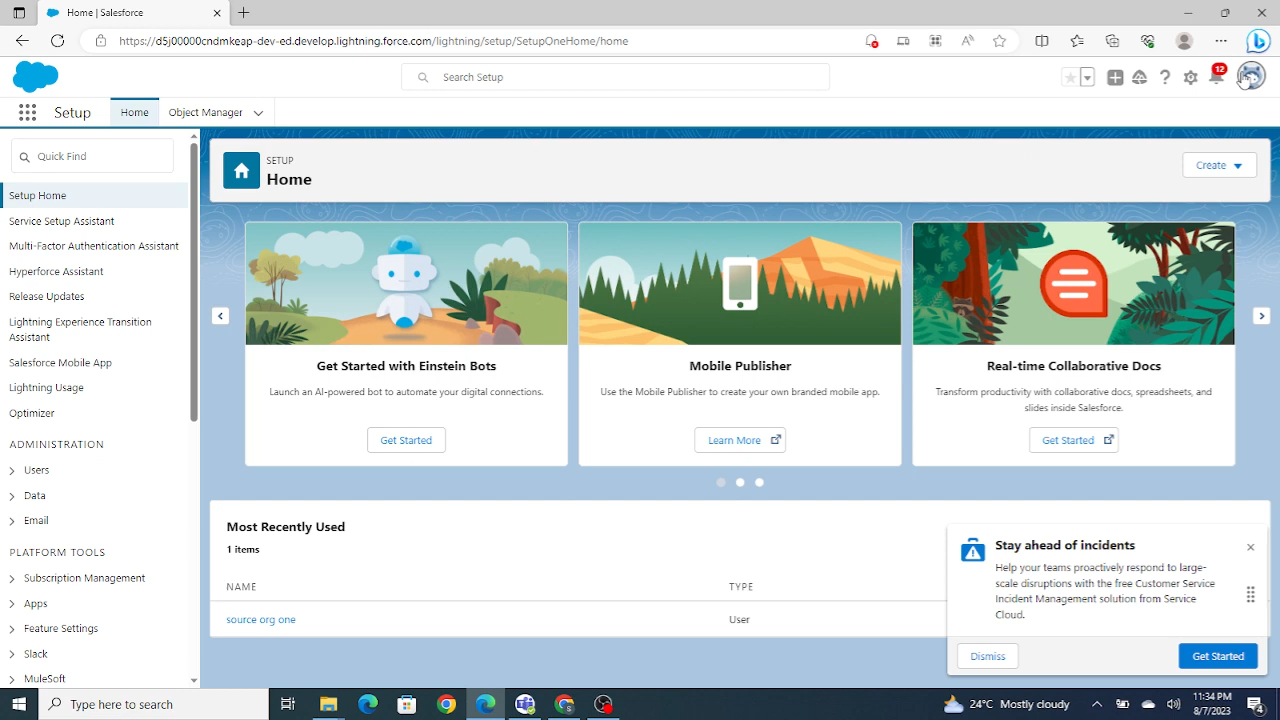 Home | Salesforce
https://d5j00000cndmkeap-dev-ed.develop.lightning.force.com/lightning/setup/SetupOneHome/home
Search Setup
12
Setup
Home
Object Manager
Quick Find
Setup Home
Service Setup Assistant
Multi-Factor Authentication Assistant
Hyperforce Assistant
Release Updates
Lightning Experience Transition
Assistant
Salesforce Mobile App
Lightning Usage
Optimizer
ADMINISTRATION
Users
Data
Email
PLATFORM TOOLS
Subscription Management
Apps
Feature Settings
Slack
MuleSoft
SETUP
Home
Create
Get Started with Einstein Bots
Launch an AI-powered bot to automate your digital connections.
Get Started
Mobile Publisher
Use the Mobile Publisher to create your own branded mobile app.
Learn More
Real-time Collaborative Docs
Transform productivity with collaborative docs, spreadsheets, and
slides inside Salesforce.
Get Started
Most Recently Used
1 items
NAME
TYPE
source org one
User
Stay ahead of incidents
Help your teams proactively respond to large-
scale disruptions with the free Customer Service
Incident Management solution from Service
Cloud.
Dismiss
Get Started
Type here to search
24°C Mostly cloudy
11:34 PM
8/7/2023
4